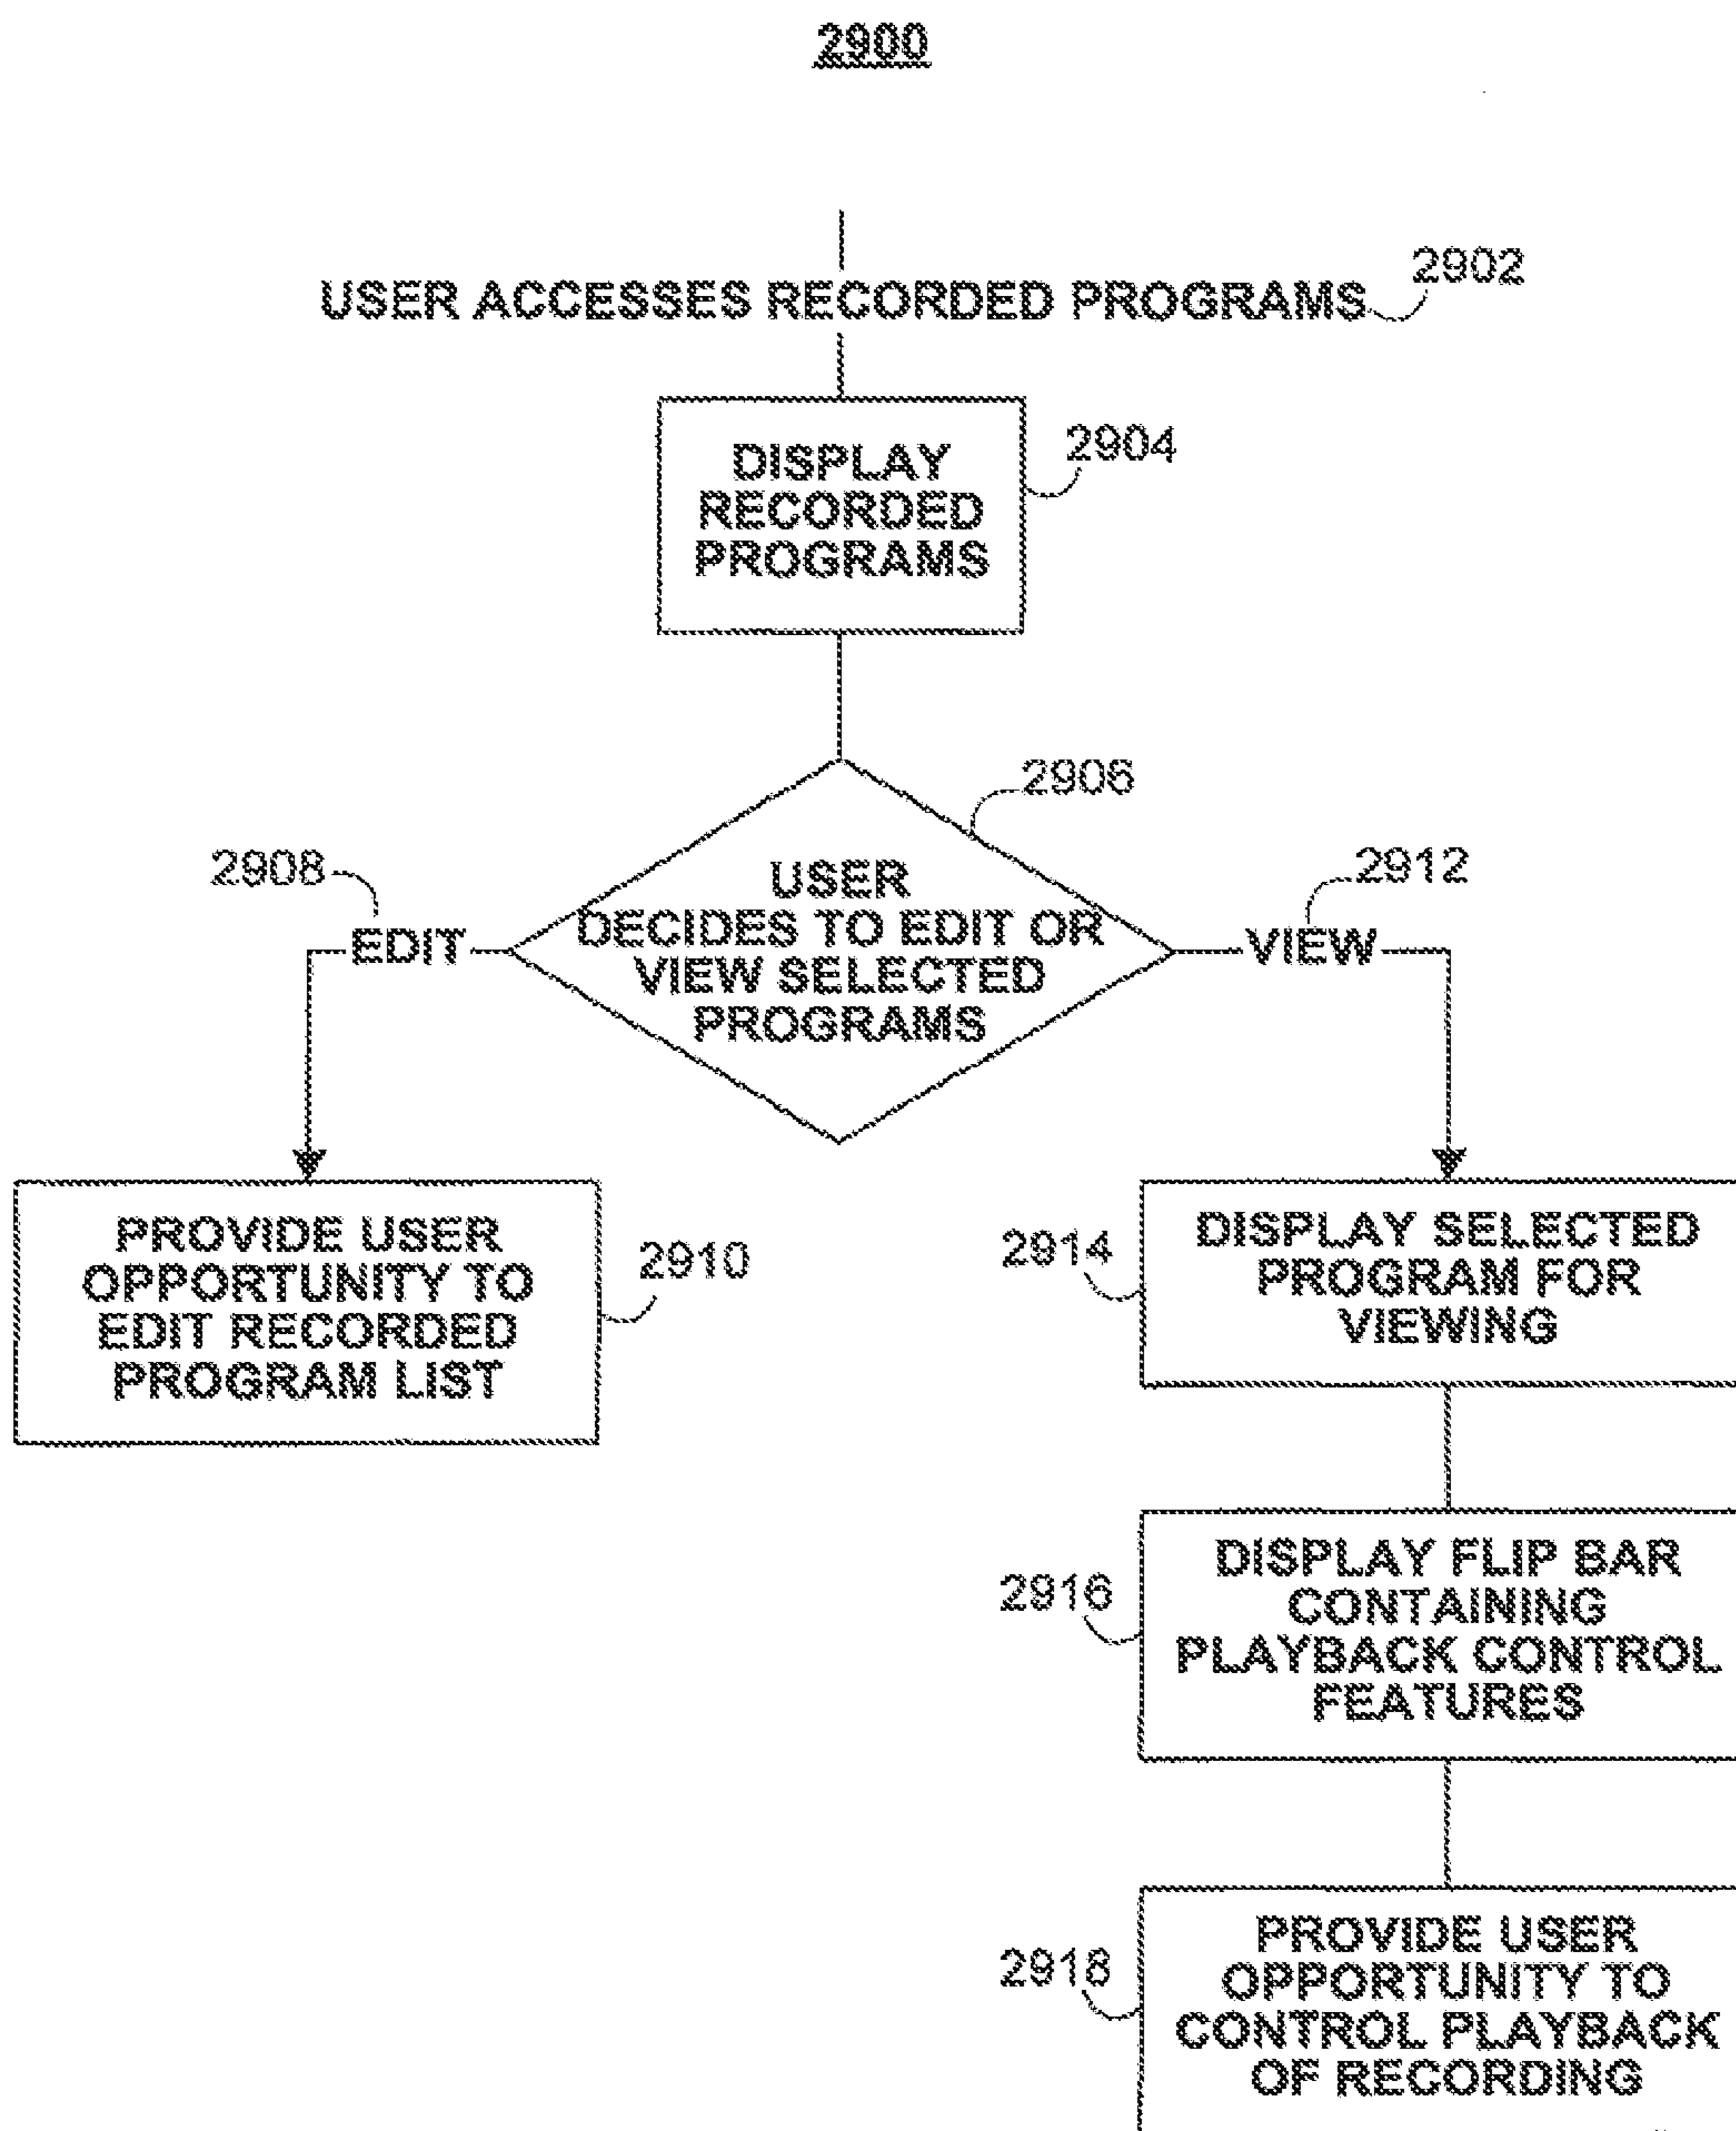 2900
USER ACCESSES RECORDED PROGRAMS
2902
DISPLAY
RECORDED
PROGRAMS
2904
2906
USER
DECIDES TO EDIT OR
VIEW SELECTED
PROGRAMS
2908
EDIT
2912
VIEW
PROVIDE USER
OPPORTUNITY TO
EDIT RECORDED
PROGRAM LIST
2910
2914
DISPLAY SELECTED
PROGRAM FOR
VIEWING
2916
DISPLAY FLIP BAR
CONTAINING
PLAYBACK CONTROL
FEATURES
2918
PROVIDE USER
OPPORTUNITY TO
CONTROL PLAYBACK
OF RECORDING